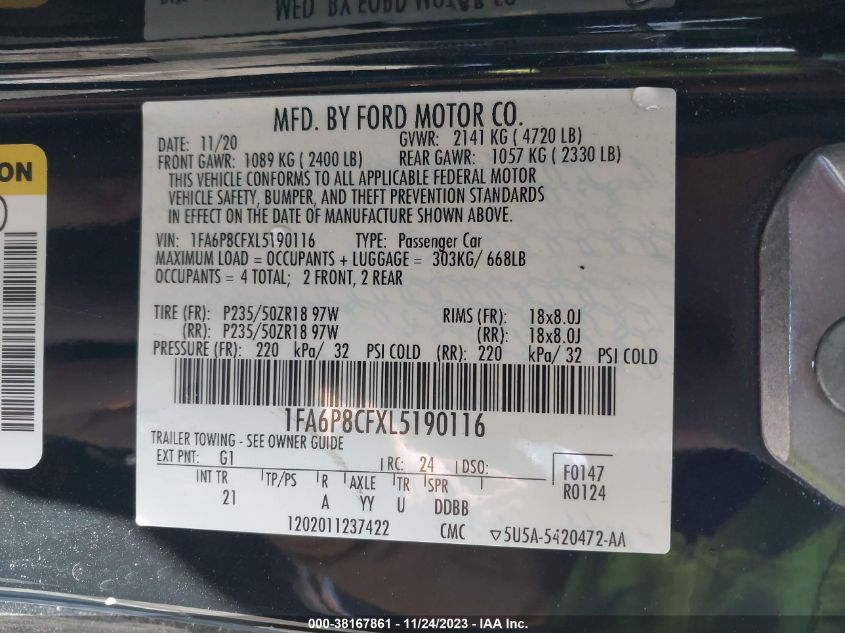 MFD. BY FORD MOTOR CO.
DATE: 11/20 GVWR: 2141 KG ( 4720 LB)
FRONT GAWR: 1089 KG ( 2400 LB) REAR GAWR: 1057 KG ( 2330 LB)
THIS VEHICLE CONFORMS TO ALL APPLICABLE FEDERAL MOTOR
VEHICLE SAFETY, BUMPER, AND THEFT PREVENTION STANDARDS
IN EFFECT ON THE DATE OF MANUFACTURE SHOWN ABOVE.
VIN: 1FA6P8CFXL5190116 TYPE: Passenger Car
MAXIMUM LOAD = OCCUPANTS + LUGGAGE = 303KG/ 668LB
OCCUPANTS = 4 TOTAL; 2 FRONT, 2 REAR
TIRE (FR): P235/50ZR18 97W RIMS (FR): 18x8.0J
(RR): P235/50ZR18 97W (RR): 18x8.0J
PRESSURE (FR): 220 kPa/ 32 PSI COLD (RR): 220 kPa/ 32 PSI COLD
1FA6P8CFXL5190116
TRAILER TOWING - SEE OWNER GUIDE
EXT PNT: G1 RC: 24 DSO: F0147
INT TR TP/PS R AXLE TR SPR R0124
21 A YY U DDBB
1202011237422 CMC ▽5U5A-5420472-AA
ON
000-38167861 - 11/24/2023 - IAA Inc.